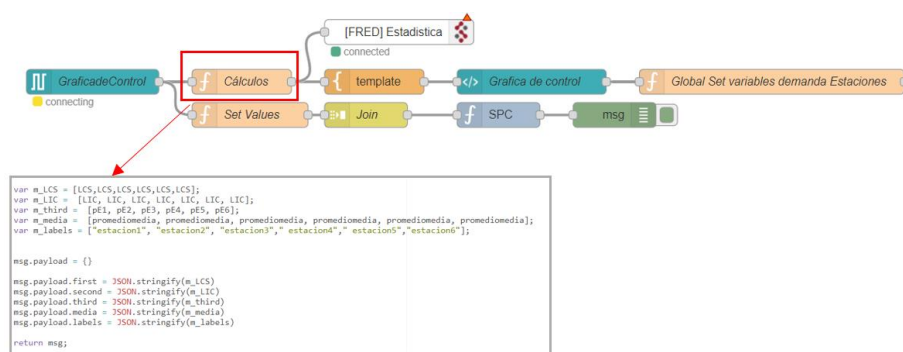 [FRED] Estadistica
connected
GraficadeControl
Cálculos
template
Grafica de control
Global Set variables demanda Estaciones
connecting
Set Values
Join
SPC
msg
var m_LCS = [LCS,LCS,LCS,LCS,LCS,LCS];
var m_LIC =  [LIC, LIC, LIC, LIC, LIC, LIC, LIC];
var m_third =  [pE1, pE2, pE3, pE4, pE5, pE6];
var m_media =  [promediomedia, promediomedia, promediomedia, promediomedia, promediomedia, promediomedia];
var m_labels = ["estacion1", "estacion2", "estacion3"," estacion4"," estacion5","estacion6"];
msg.payload = {}
msg.payload.first = JSON.stringify(m_LCS)
msg.payload.second = JSON.stringify(m_LIC)
msg.payload.third = JSON.stringify(m_third)
msg.payload.media = JSON.stringify(m_media)
msg.payload.labels = JSON.stringify(m_labels)
return msg;